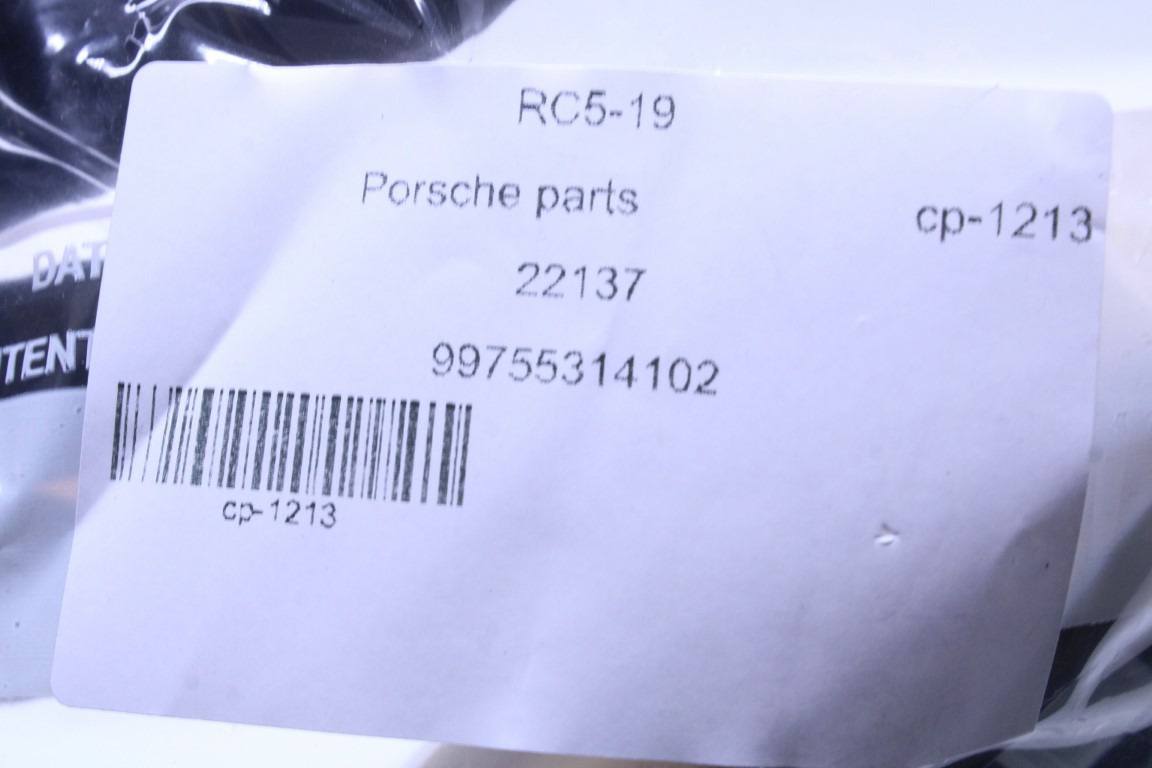 RC5-19
Porsche parts
cp-1213
22137
99755314102
cp-1213